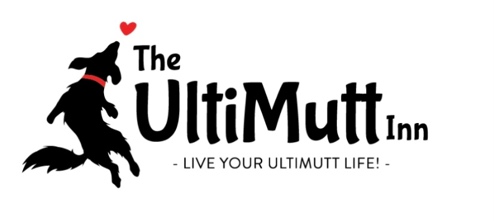 The
UltiMutt Inn
- LIVE YOUR ULTIMUTT LIFE! -